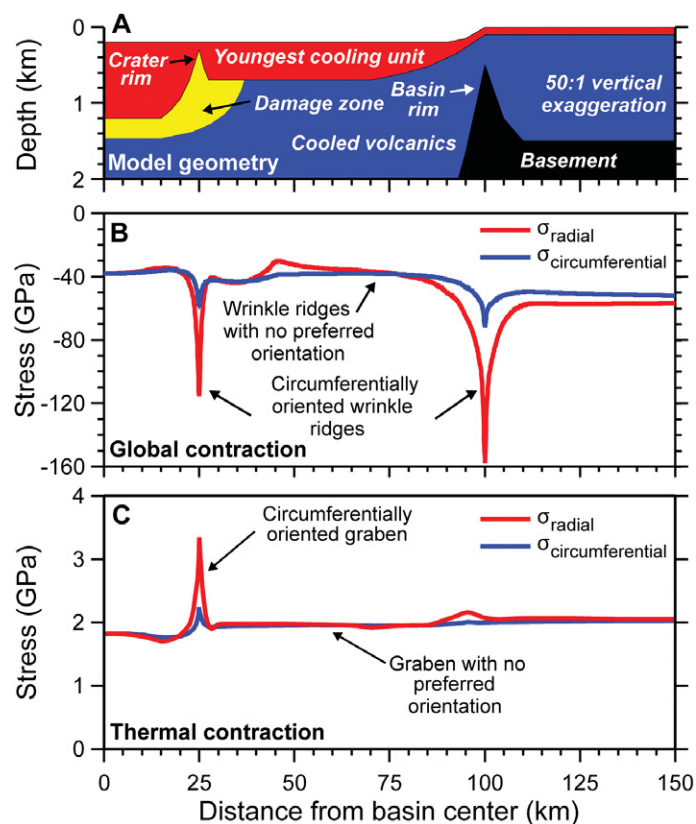 A
Depth (km)
0
1
2
Crater
rim
Youngest cooling unit
Damage zone
Basin
rim
50:1 vertical
exaggeration
Cooled volcanics
Model geometry
Basement
B
Stress (GPa)
0
-40
-80
-120
-160
σradial
σcircumferential
Wrinkle ridges
with no preferred
orientation
Circumferentially
oriented wrinkle
ridges
Global contraction
C
Stress (GPa)
4
3
2
1
0
Circumferentially
oriented graben
σradial
σcircumferential
Graben with no
preferred
orientation
Thermal contraction
0 25 50 75 100 125 150
Distance from basin center (km)